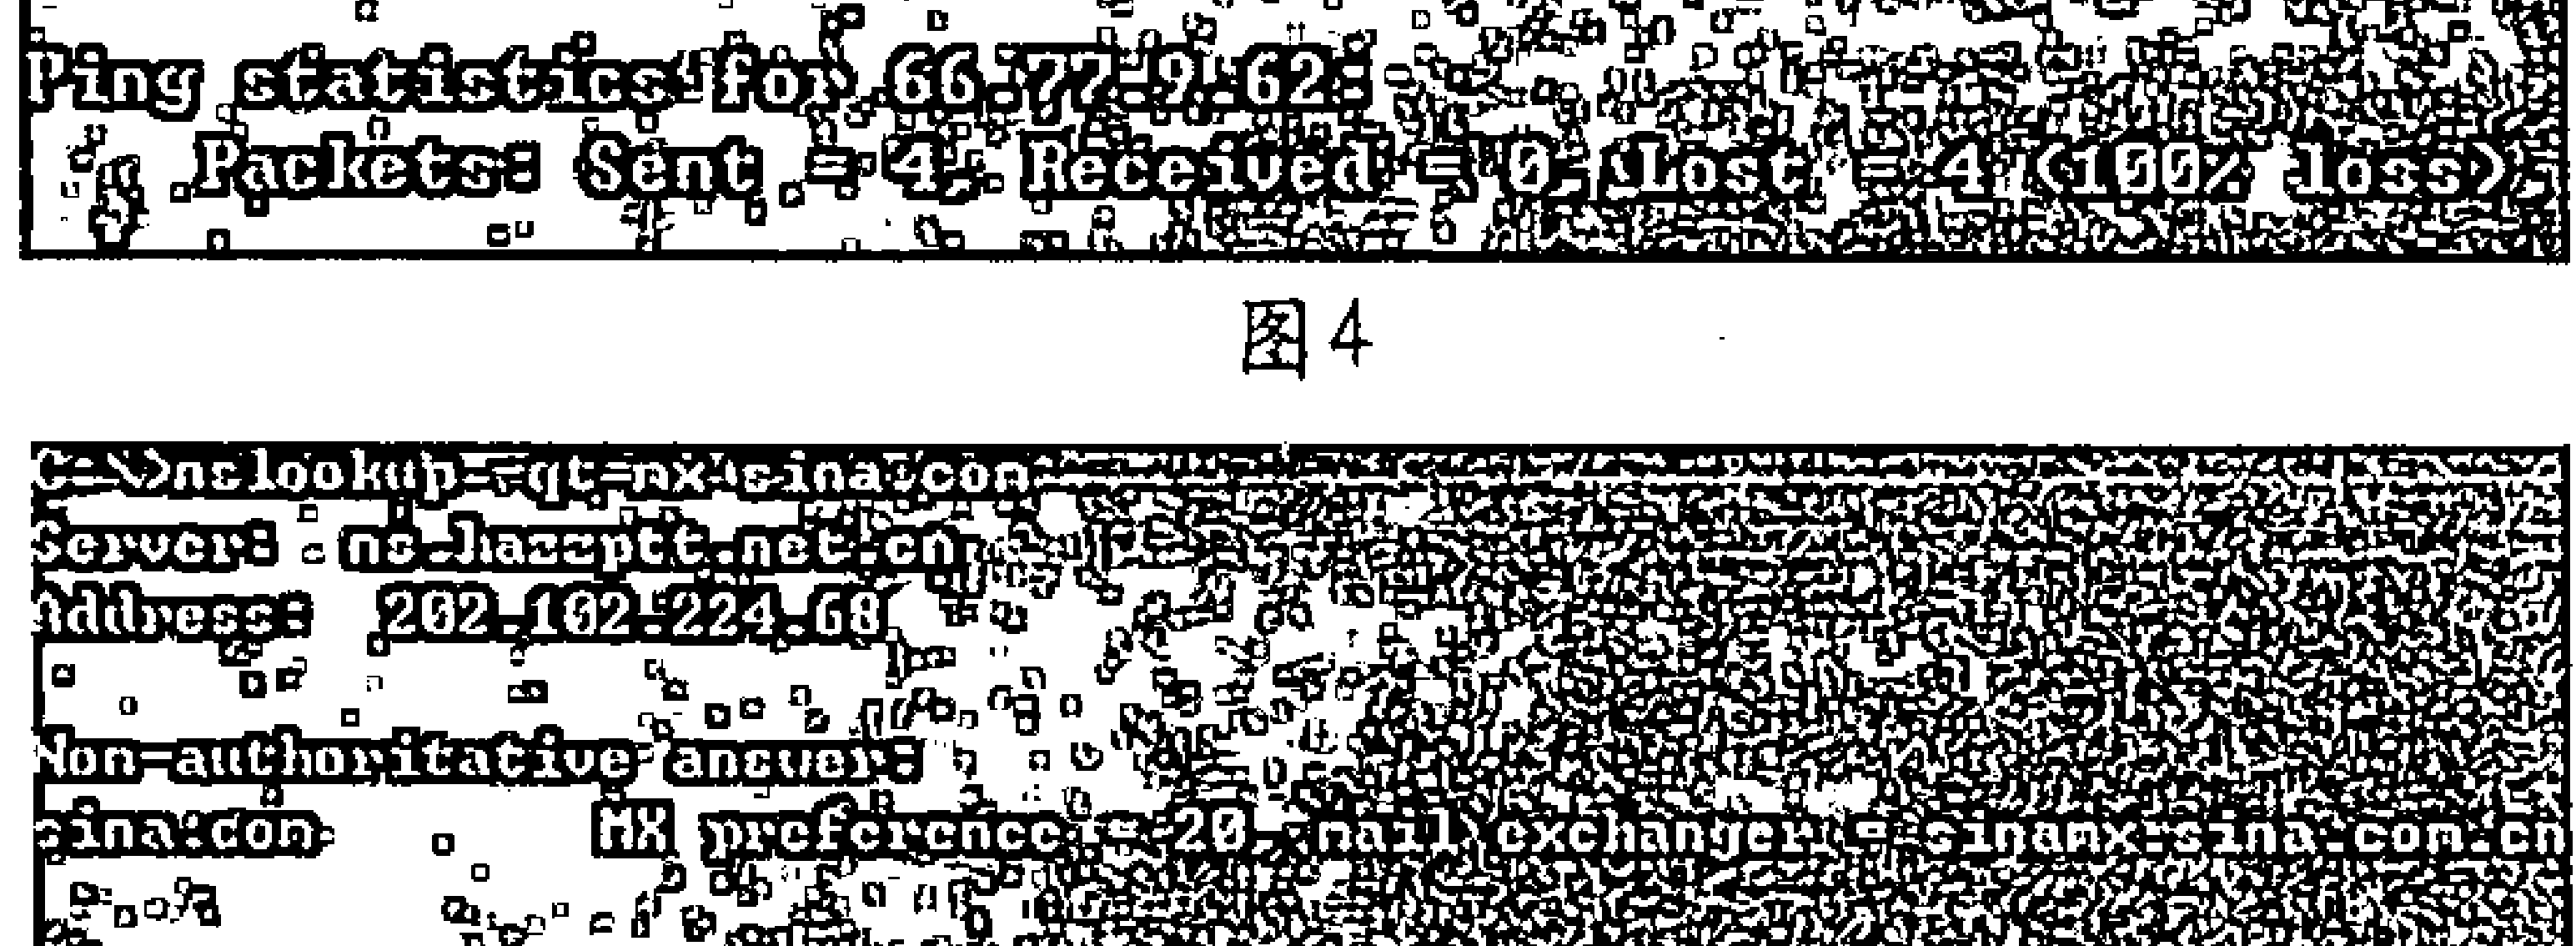 Ping statistics for 66.77.9.62:
Packets: Sent = 4, Received = 0, Lost = 4 (100% loss),
图4
C:\>nslookup -qt=mx sina.com
Server: ns.hazzptt.net.cn
Address: 202.102.224.68
Non-authoritative answer:
sina.com MX preference = 20, mail exchanger = sinamx.sina.com.cn